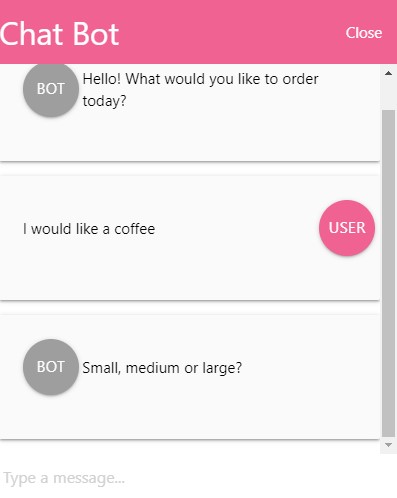 Chat Bot
Close
BOT
Hello! What would you like to order
today?
I would like a coffee
USER
BOT
Small, medium or large?
Type a message...